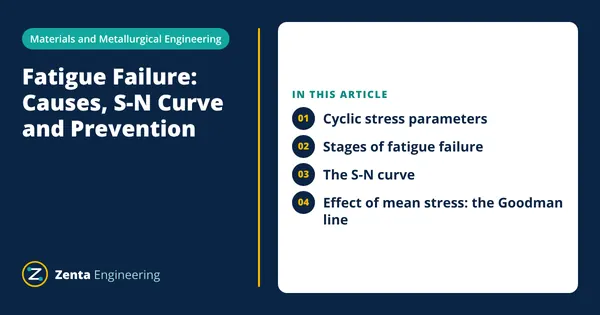 Materials and Metallurgical Engineering
Fatigue Failure:
Causes, S-N Curve
and Prevention
Zenta Engineering
IN THIS ARTICLE
01 Cyclic stress parameters
02 Stages of fatigue failure
03 The S-N curve
04 Effect of mean stress: the Goodman
line